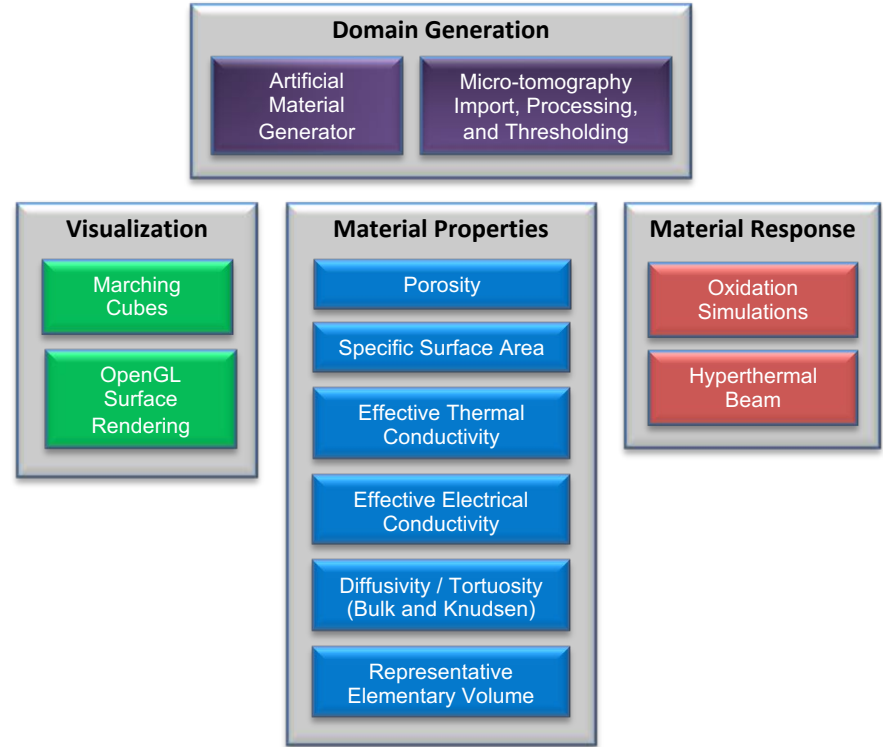 Domain Generation
Artificial
Material
Generator
Micro-tomography
Import, Processing,
and Thresholding
Visualization
Marching
Cubes
OpenGL
Surface
Rendering
Material Properties
Porosity
Specific Surface Area
Effective Thermal
Conductivity
Effective Electrical
Conductivity
Diffusivity / Tortuosity
(Bulk and Knudsen)
Representative
Elementary Volume
Material Response
Oxidation
Simulations
Hyperthermal
Beam